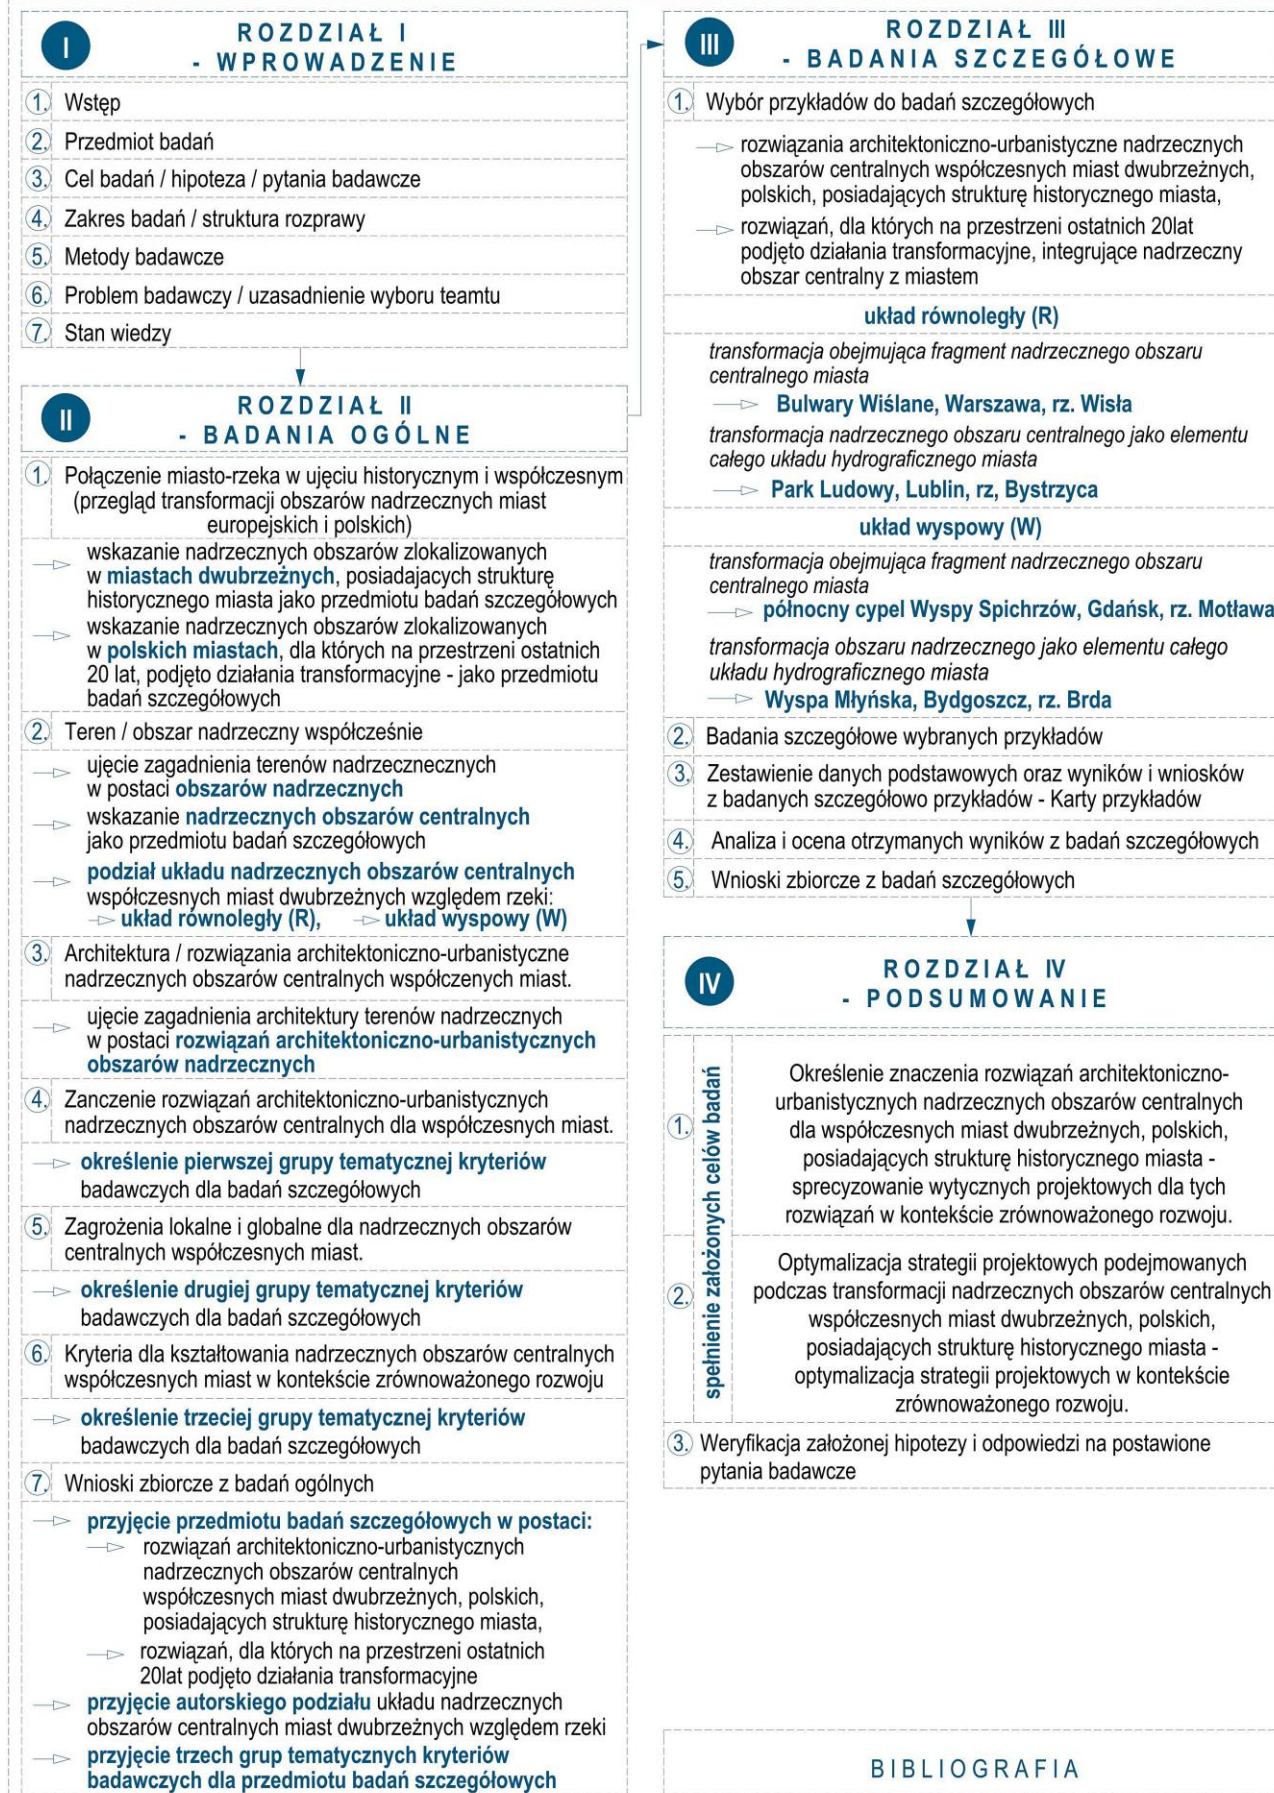 I
ROZDZIAŁ I
- WPROWADZENIE
1. Wstęp
2. Przedmiot badań
3. Cel badań / hipoteza / pytania badawcze
4. Zakres badań / struktura rozprawy
5. Metody badawcze
6. Problem badawczy / uzasadnienie wyboru teamtu
7. Stan wiedzy
II
ROZDZIAŁ II
- BADANIA OGÓLNE
1. Połączenie miasto-rzeka w ujęciu historycznym i współczesnym
(przegląd transformacji obszarów nadrzecznych miast
europejskich i polskich)
wskazanie nadrzecznych obszarów zlokalizowanych
w miastach dwubrzeżnych, posiadajacych strukturę
historycznego miasta jako przedmiotu badań szczegółowych
wskazanie nadrzecznych obszarów zlokalizowanych
w polskich miastach, dla których na przestrzeni ostatnich
20 lat, podjęto działania transformacyjne - jako przedmiotu
badań szczegółowych
2. Teren / obszar nadrzeczny współcześnie
ujęcie zagadnienia terenów nadrzecznecznych
w postaci obszarów nadrzecznych
wskazanie nadrzecznych obszarów centralnych
jako przedmiotu badań szczegółowych
podział układu nadrzecznych obszarów centralnych
współczesnych miast dwubrzeżnych względem rzeki:
układ równoległy (R), układ wyspowy (W)
3. Architektura / rozwiązania architektoniczno-urbanistyczne
nadrzecznych obszarów centralnych współczenych miast.
ujęcie zagadnienia architektury terenów nadrzecznych
w postaci rozwiązań architektoniczno-urbanistycznych
obszarów nadrzecznych
4. Zanczenie rozwiązań architektoniczno-urbanistycznych
nadrzecznych obszarów centralnych dla współczesnych miast.
określenie pierwszej grupy tematycznej kryteriów
badawczych dla badań szczegółowych
5. Zagrożenia lokalne i globalne dla nadrzecznych obszarów
centralnych współczesnych miast.
określenie drugiej grupy tematycznej kryteriów
badawczych dla badań szczegółowych
6. Kryteria dla kształtowania nadrzecznych obszarów centralnych
współczesnych miast w kontekście zrównoważonego rozwoju
określenie trzeciej grupy tematycznej kryteriów
badawczych dla badań szczegółowych
7. Wnioski zbiorcze z badań ogólnych
przyjęcie przedmiotu badań szczegółowych w postaci:
rozwiązań architektoniczno-urbanistycznych
nadrzecznych obszarów centralnych
współczesnych miast dwubrzeżnych, polskich,
posiadających strukturę historycznego miasta,
rozwiązań, dla których na przestrzeni ostatnich
20lat podjęto działania transformacyjne
przyjęcie autorskiego podziału układu nadrzecznych
obszarów centralnych miast dwubrzeżnych względem rzeki
przyjęcie trzech grup tematycznych kryteriów
badawczych dla przedmiotu badań szczegółowych
III
ROZDZIAŁ III
- BADANIA SZCZEGÓŁOWE
1. Wybór przykładów do badań szczegółowych
rozwiązania architektoniczno-urbanistyczne nadrzecznych
obszarów centralnych współczesnych miast dwubrzeżnych,
polskich, posiadających strukturę historycznego miasta,
rozwiązań, dla których na przestrzeni ostatnich 20lat
podjęto działania transformacyjne, integrujące nadrzeczny
obszar centralny z miastem
układ równoległy (R)
transformacja obejmująca fragment nadrzecznego obszaru
centralnego miasta
Bulwary Wiślane, Warszawa, rz. Wisła
transformacja nadrzecznego obszaru centralnego jako elementu
całego układu hydrograficznego miasta
Park Ludowy, Lublin, rz, Bystrzyca
układ wyspowy (W)
transformacja obejmująca fragment nadrzecznego obszaru
centralnego miasta
północny cypel Wyspy Spichrzów, Gdańsk, rz. Motława
transformacja obszaru nadrzecznego jako elementu całego
układu hydrograficznego miasta
Wyspa Młyńska, Bydgoszcz, rz. Brda
2. Badania szczegółowe wybranych przykładów
3. Zestawienie danych podstawowych oraz wyników i wniosków
z badanych szczegółowo przykładów - Karty przykładów
4. Analiza i ocena otrzymanych wyników z badań szczegółowych
5. Wnioski zbiorcze z badań szczegółowych
IV
ROZDZIAŁ IV
- PODSUMOWANIE
spełnienie założonych celów badań
1. Określenie znaczenia rozwiązań architektoniczno-
urbanistycznych nadrzecznych obszarów centralnych
dla współczesnych miast dwubrzeżnych, polskich,
posiadających strukturę historycznego miasta -
sprecyzowanie wytycznych projektowych dla tych
rozwiązań w kontekście zrównoważonego rozwoju.
2. Optymalizacja strategii projektowych podejmowanych
podczas transformacji nadrzecznych obszarów centralnych
współczesnych miast dwubrzeżnych, polskich,
posiadających strukturę historycznego miasta -
optymalizacja strategii projektowych w kontekście
zrównoważonego rozwoju.
3. Weryfikacja założonej hipotezy i odpowiedzi na postawione
pytania badawcze
BIBLIOGRAFIA